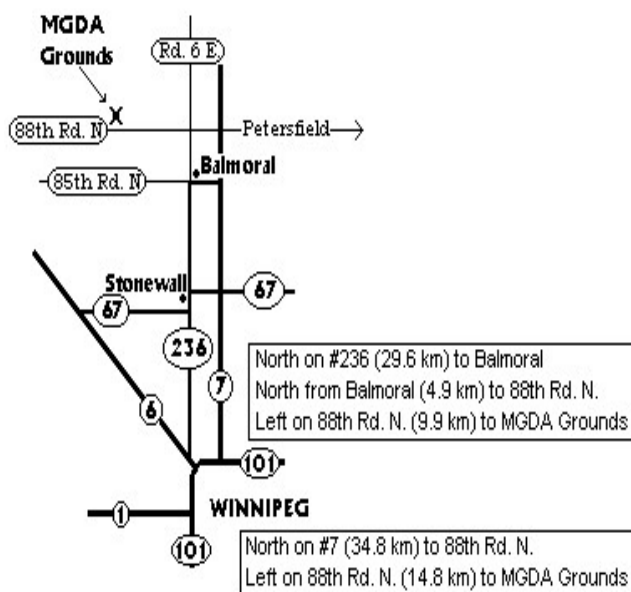 MGDA
Grounds
Rd. 6 E.
X
88th Rd. N
Petersfield
Balmoral
85th Rd. N
Stonewall
67
67
236
7
6
North on #236 (29.6 km) to Balmoral
North from Balmoral (4.9 km) to 88th Rd. N.
Left on 88th Rd. N. (9.9 km) to MGDA Grounds
101
1
WINNIPEG
101
North on #7 (34.8 km) to 88th Rd. N.
Left on 88th Rd. N. (14.8 km) to MGDA Grounds